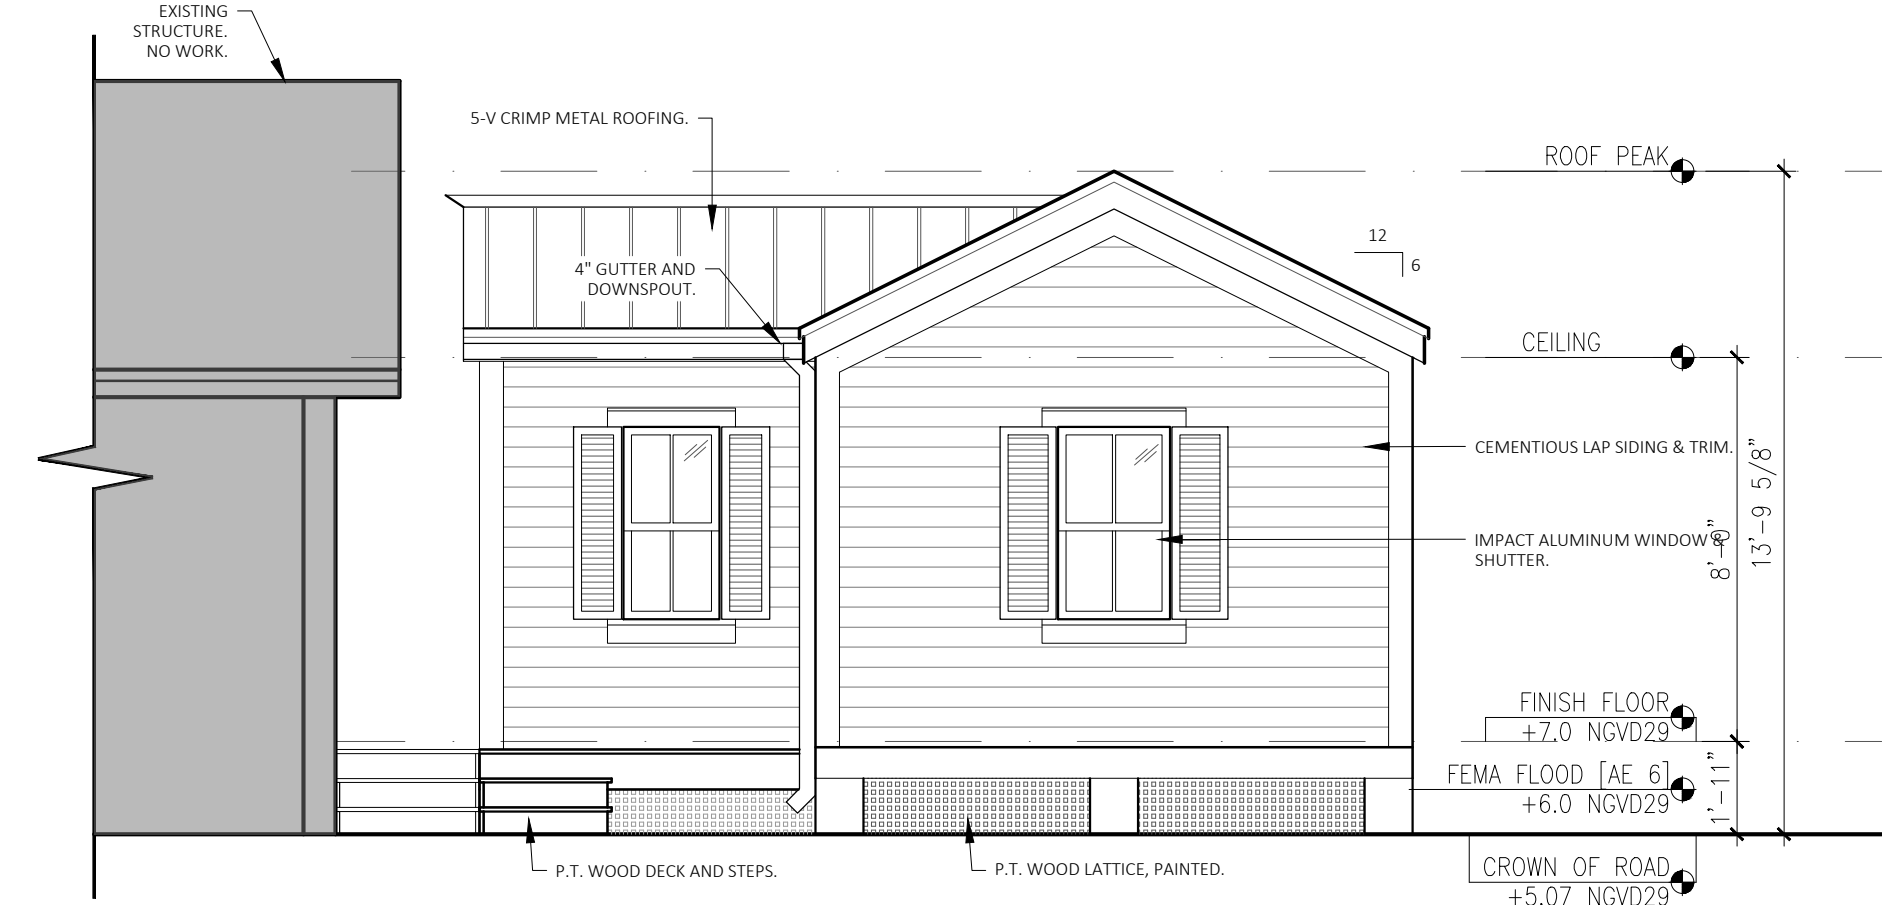 EXISTING
STRUCTURE.
NO WORK.
5-V CRIMP METAL ROOFING.
ROOF PEAK
12
6
4" GUTTER AND
DOWNSPOUT.
CEILING
CEMENTIOUS LAP SIDING & TRIM.
13'-9 5/8"
8'-0"
IMPACT ALUMINUM WINDOW &
SHUTTER.
FINISH FLOOR
+7.0 NGVD29
FEMA FLOOD [AE 6]
+6.0 NGVD29
1'-11"
P.T. WOOD DECK AND STEPS.
P.T. WOOD LATTICE, PAINTED.
CROWN OF ROAD
+5.07 NGVD29